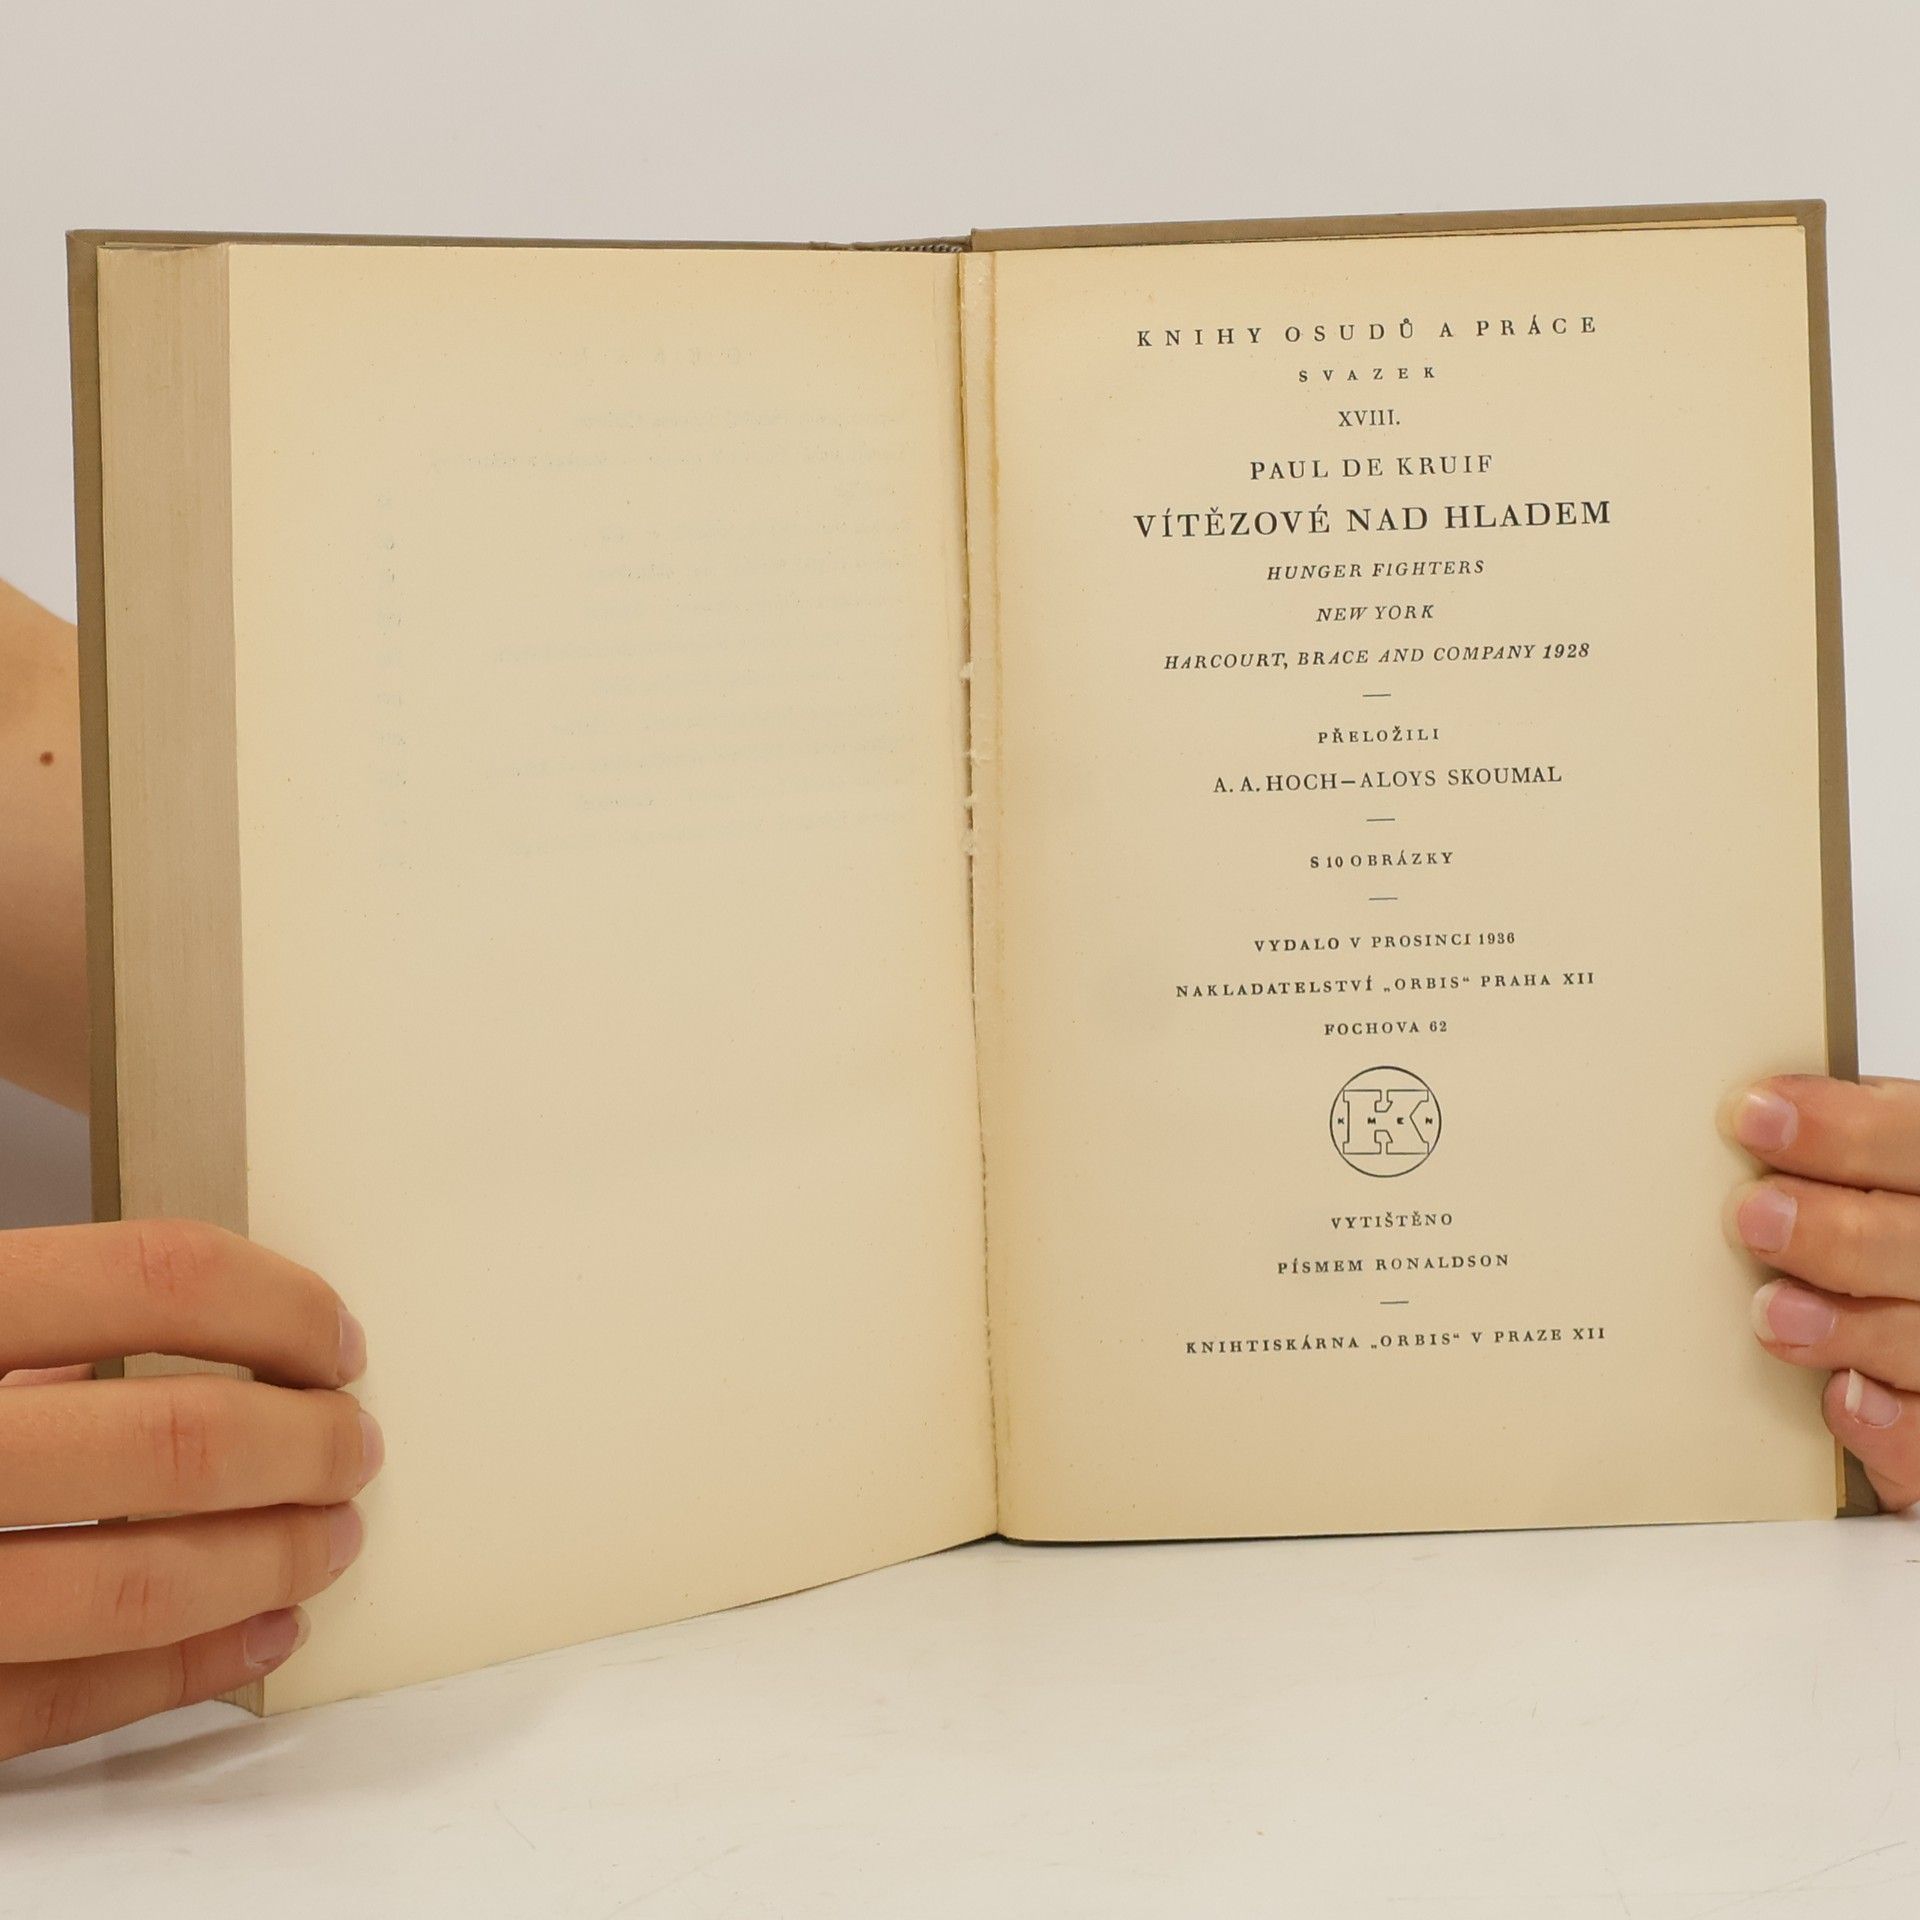 KNIHY OSUDŮ A PRÁCE
SVAZEK
XVIII.
PAUL DE KRUIF
VÍTĚZOVÉ NAD HLADEM
HUNGER FIGHTERS
NEW YORK
HARCOURT, BRACE AND COMPANY 1928
PŘELOŽILI
A. A. HOCH—ALOYS SKOUMAL
S 10 OBRÁZKY
VYDALO V PROSINCI 1936
NAKLADATELSTVÍ „ORBIS“ PRAHA XII
FOCHOVA 62
K
K M E N
VYTIŠTĚNO
PÍSMEM RONALDSON
KNIHTISKÁRNA „ORBIS“ V PRAZE XII